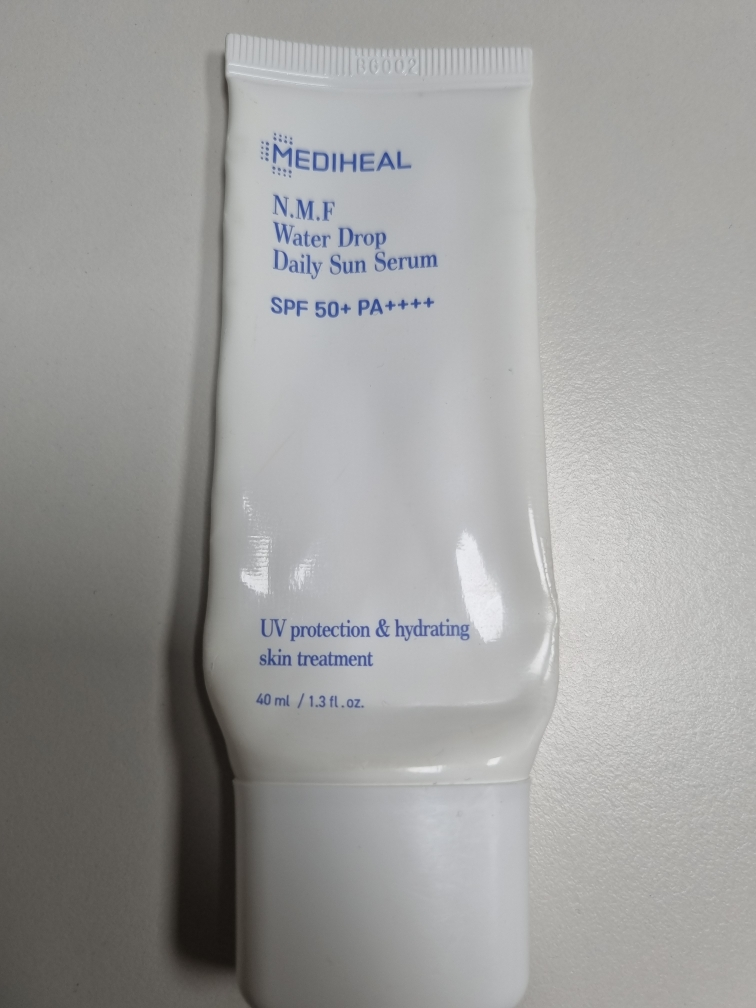 MEDIHEAL
N.M.F
Water Drop
Daily Sun Serum
SPF 50+ PA++++
UV protection & hydrating
skin treatment
40 ml / 1.3 fl.oz.